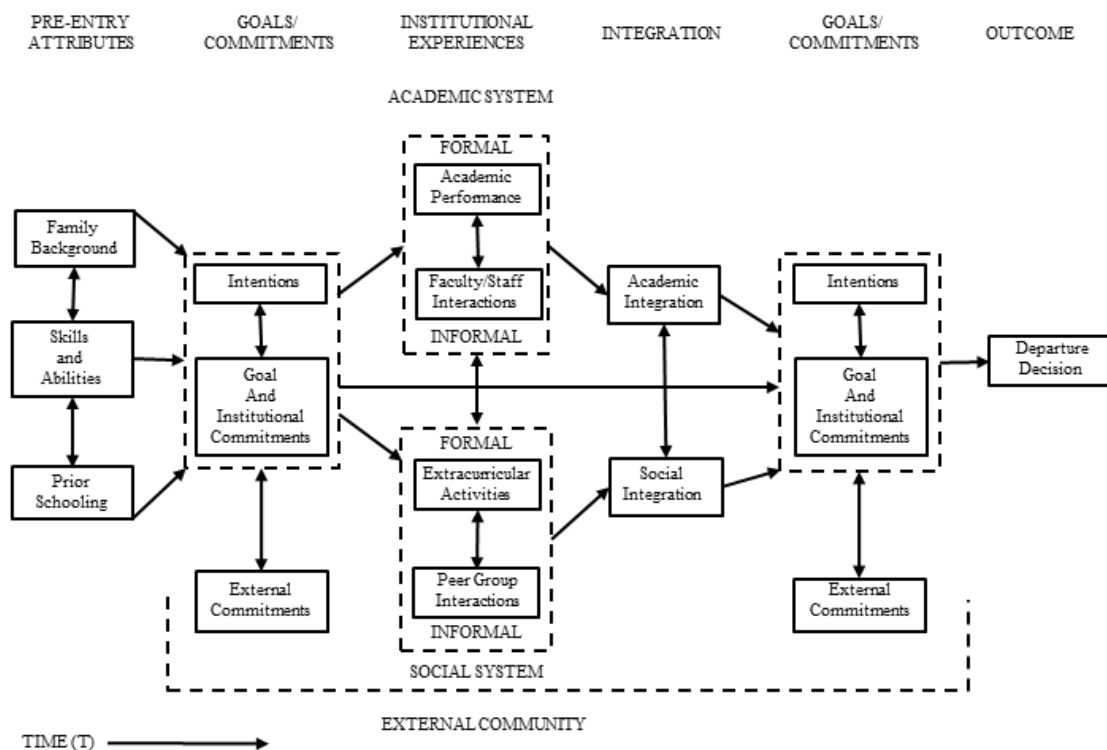 PRE-ENTRY
ATTRIBUTES
GOALS/
COMMITMENTS
INSTITUTIONAL
EXPERIENCES
INTEGRATION
GOALS/
COMMITMENTS
OUTCOME
ACADEMIC SYSTEM
FORMAL
Academic
Performance
Faculty/Staff
Interactions
INFORMAL
Family
Background
Skills
and
Abilities
Prior
Schooling
Intentions
Goal
And
Institutional
Commitments
External
Commitments
FORMAL
Extracurricular
Activities
Peer Group
Interactions
INFORMAL
SOCIAL SYSTEM
Academic
Integration
Social
Integration
Intentions
Goal
And
Institutional
Commitments
External
Commitments
Departure
Decision
EXTERNAL COMMUNITY
TIME (T)